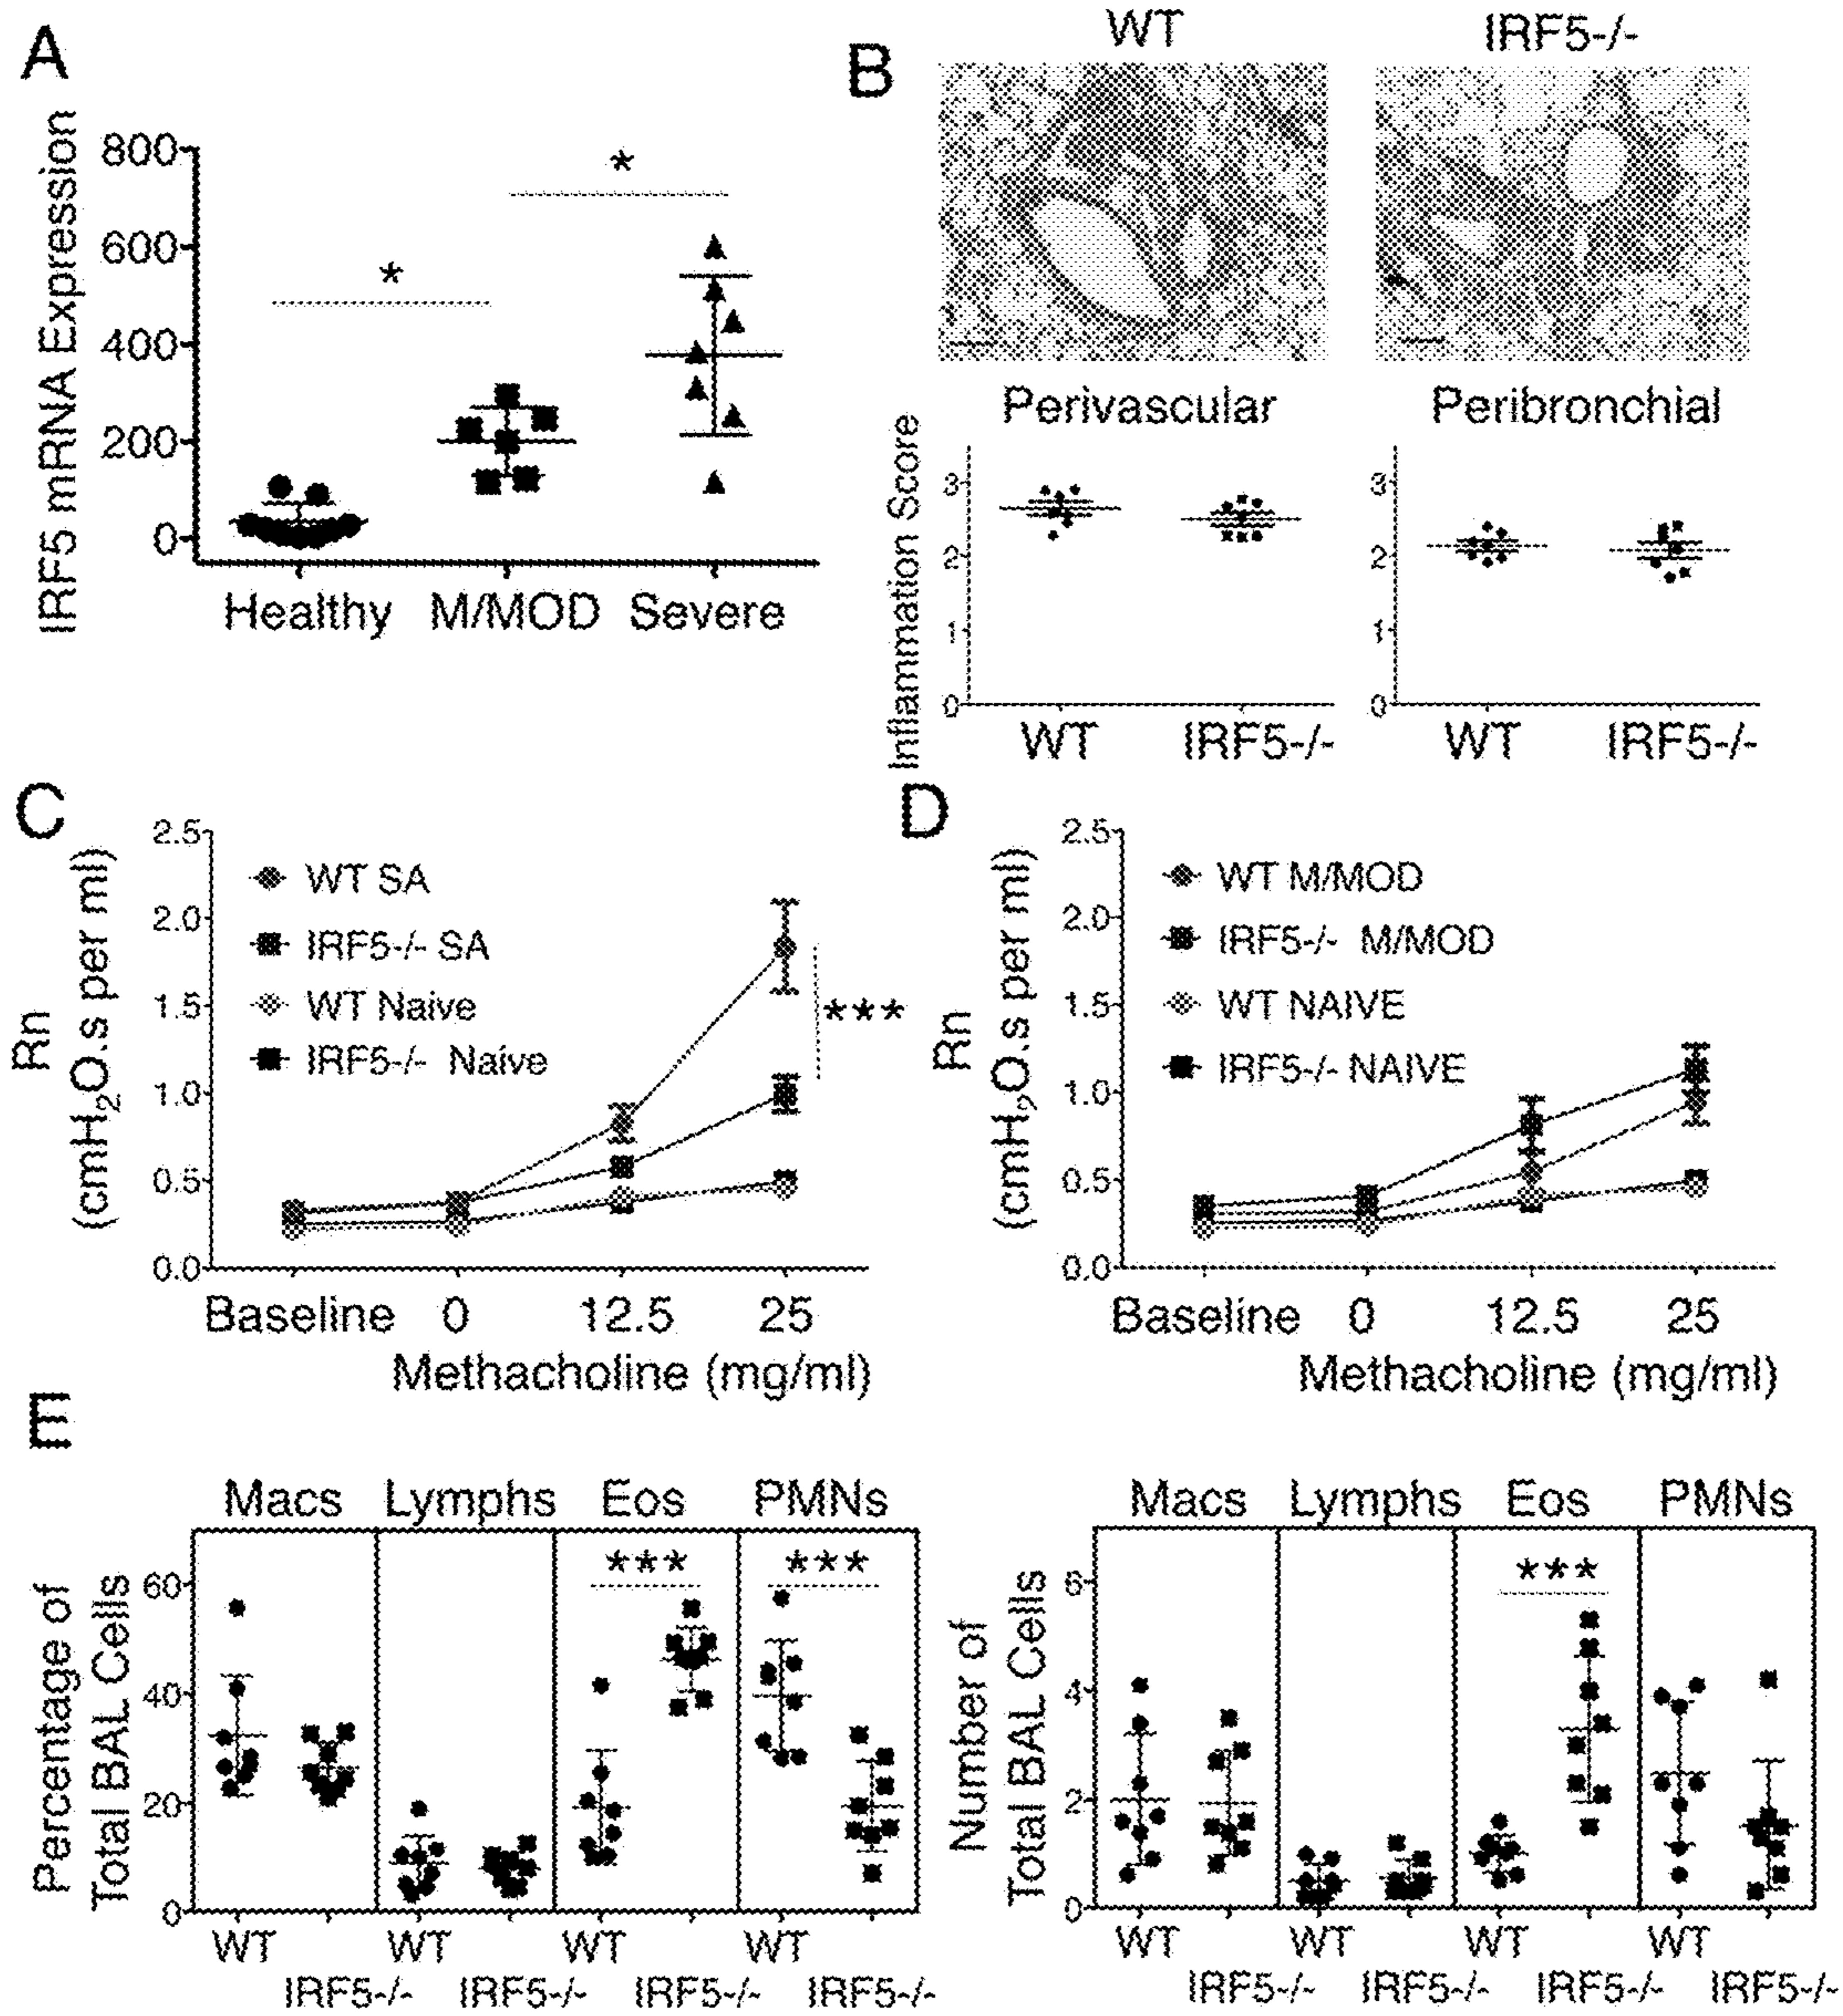 A
IRF5 mRNA Expression
800
600
400
200
0
*
*
Healthy M/MOD Severe
B
WT IRF5-/-
Perivascular Peribronchial
Inflammation Score
3
2
1
0
3
2
1
0
WT IRF5-/- WT IRF5-/-
C
Rn
(cmH2O.s per ml)
2.5
2.0
1.5
1.0
0.5
0.0
WT SA
IRF5-/- SA
WT Naive
IRF5-/- Naive
***
Baseline 0 12.5 25
Methacholine (mg/ml)
D
Rn
(cmH2O.s per ml)
2.5
2.0
1.5
1.0
0.5
0.0
WT M/MOD
IRF5-/- M/MOD
WT NAIVE
IRF5-/- NAIVE
Baseline 0 12.5 25
Methacholine (mg/ml)
E
Macs Lymphs Eos PMNs
Percentage of
Total BAL Cells
60
40
20
0
*** ***
WT WT WT WT
IRF5-/- IRF5-/- IRF5-/- IRF5-/-
Macs Lymphs Eos PMNs
Number of
Total BAL Cells
6
4
2
0
***
WT WT WT WT
IRF5-/- IRF5-/- IRF5-/- IRF5-/-